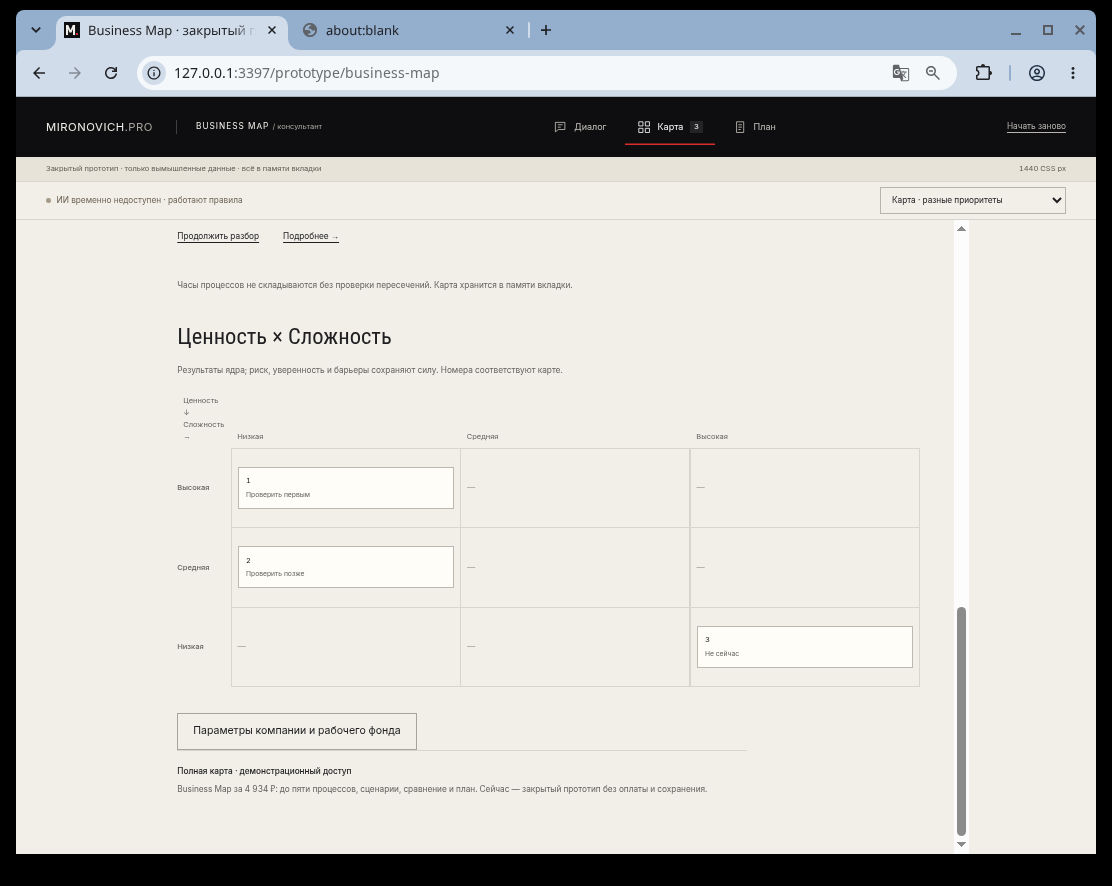 Business Map · закрытый п
about:blank
127.0.0.1:3397/prototype/business-map
MIRONOVICH.PRO
BUSINESS MAP / консультант
Диалог
Карта 3
План
Начать заново
Закрытый прототип · только вымышленные данные · всё в памяти вкладки
1440 CSS px
ИИ временно недоступен · работают правила
Карта · разные приоритеты
Продолжить разбор
Подробнее →
Часы процессов не складываются без проверки пересечений. Карта хранится в памяти вкладки.
Ценность × Сложность
Результаты ядра; риск, уверенность и барьеры сохраняют силу. Номера соответствуют карте.
Ценность
↓
Сложность
→
Низкая
Средняя
Высокая
Высокая
1
Проверить первым
—
—
Средняя
2
Проверить позже
—
—
Низкая
—
—
3
Не сейчас
Параметры компании и рабочего фонда
Полная карта · демонстрационный доступ
Business Map за 4 934 ₽: до пяти процессов, сценарии, сравнение и план. Сейчас — закрытый прототип без оплаты и сохранения.